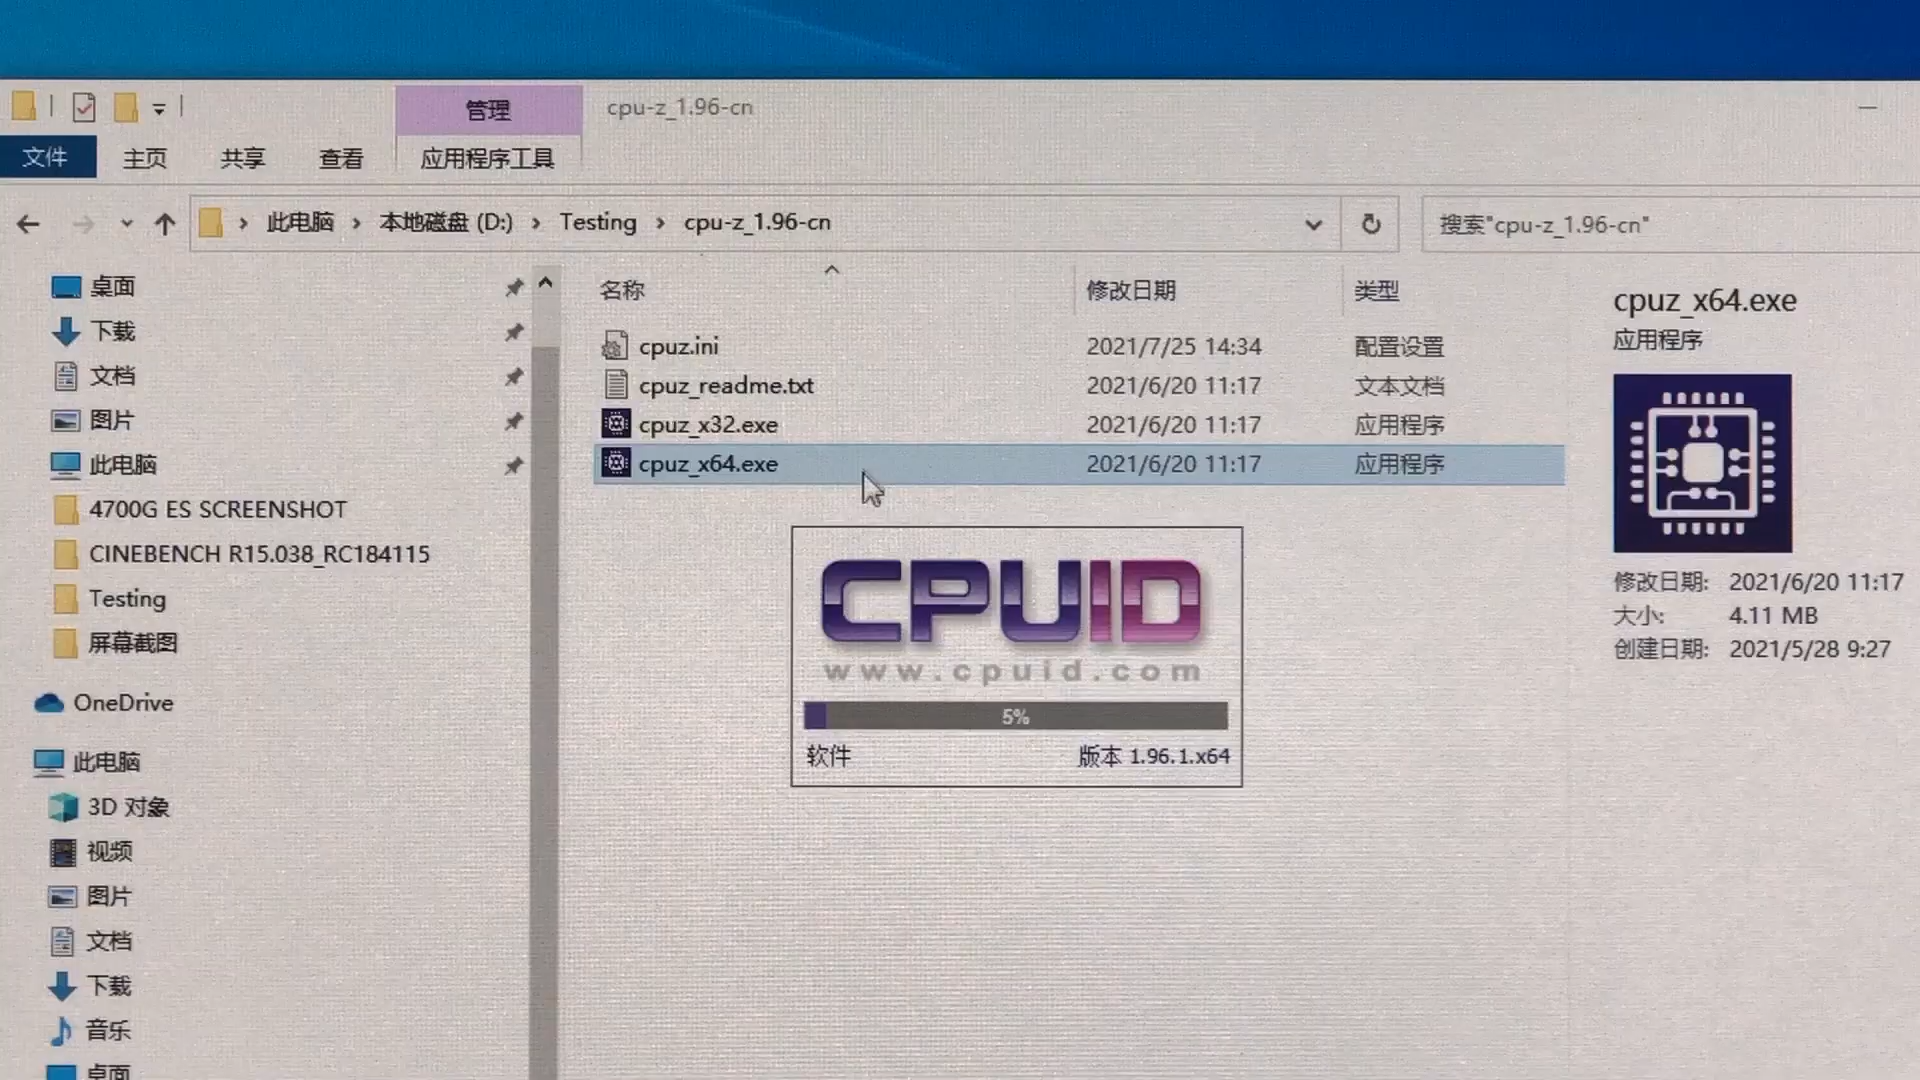 管理
cpu-z_1.96-cn
文件
主页
共享
查看
应用程序工具
此电脑 › 本地磁盘 (D:) › Testing › cpu-z_1.96-cn
搜索"cpu-z_1.96-cn"
桌面
下载
文档
图片
此电脑
4700G ES SCREENSHOT
CINEBENCH R15.038_RC184115
Testing
屏幕截图
OneDrive
此电脑
3D 对象
视频
图片
文档
下载
音乐
桌面
名称 修改日期 类型
cpuz.ini 2021/7/25 14:34 配置设置
cpuz_readme.txt 2021/6/20 11:17 文本文档
cpuz_x32.exe 2021/6/20 11:17 应用程序
cpuz_x64.exe 2021/6/20 11:17 应用程序
CPUID
www.cpuid.com
5%
软件 版本 1.96.1.x64
cpuz_x64.exe
应用程序
修改日期: 2021/6/20 11:17
大小: 4.11 MB
创建日期: 2021/5/28 9:27